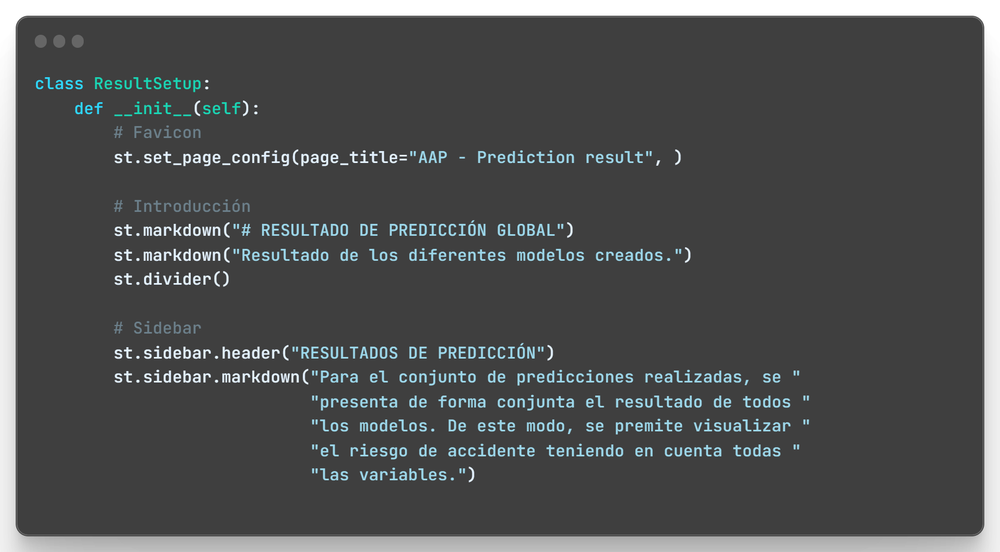 class ResultSetup:
    def __init__(self):
        # Favicon
        st.set_page_config(page_title="AAP - Prediction result", )

        # Introducción
        st.markdown("# RESULTADO DE PREDICCIÓN GLOBAL")
        st.markdown("Resultado de los diferentes modelos creados.")
        st.divider()

        # Sidebar
        st.sidebar.header("RESULTADOS DE PREDICCIÓN")
        st.sidebar.markdown("Para el conjunto de predicciones realizadas, se "
                            "presenta de forma conjunta el resultado de todos "
                            "los modelos. De este modo, se premite visualizar "
                            "el riesgo de accidente teniendo en cuenta todas "
                            "las variables.")